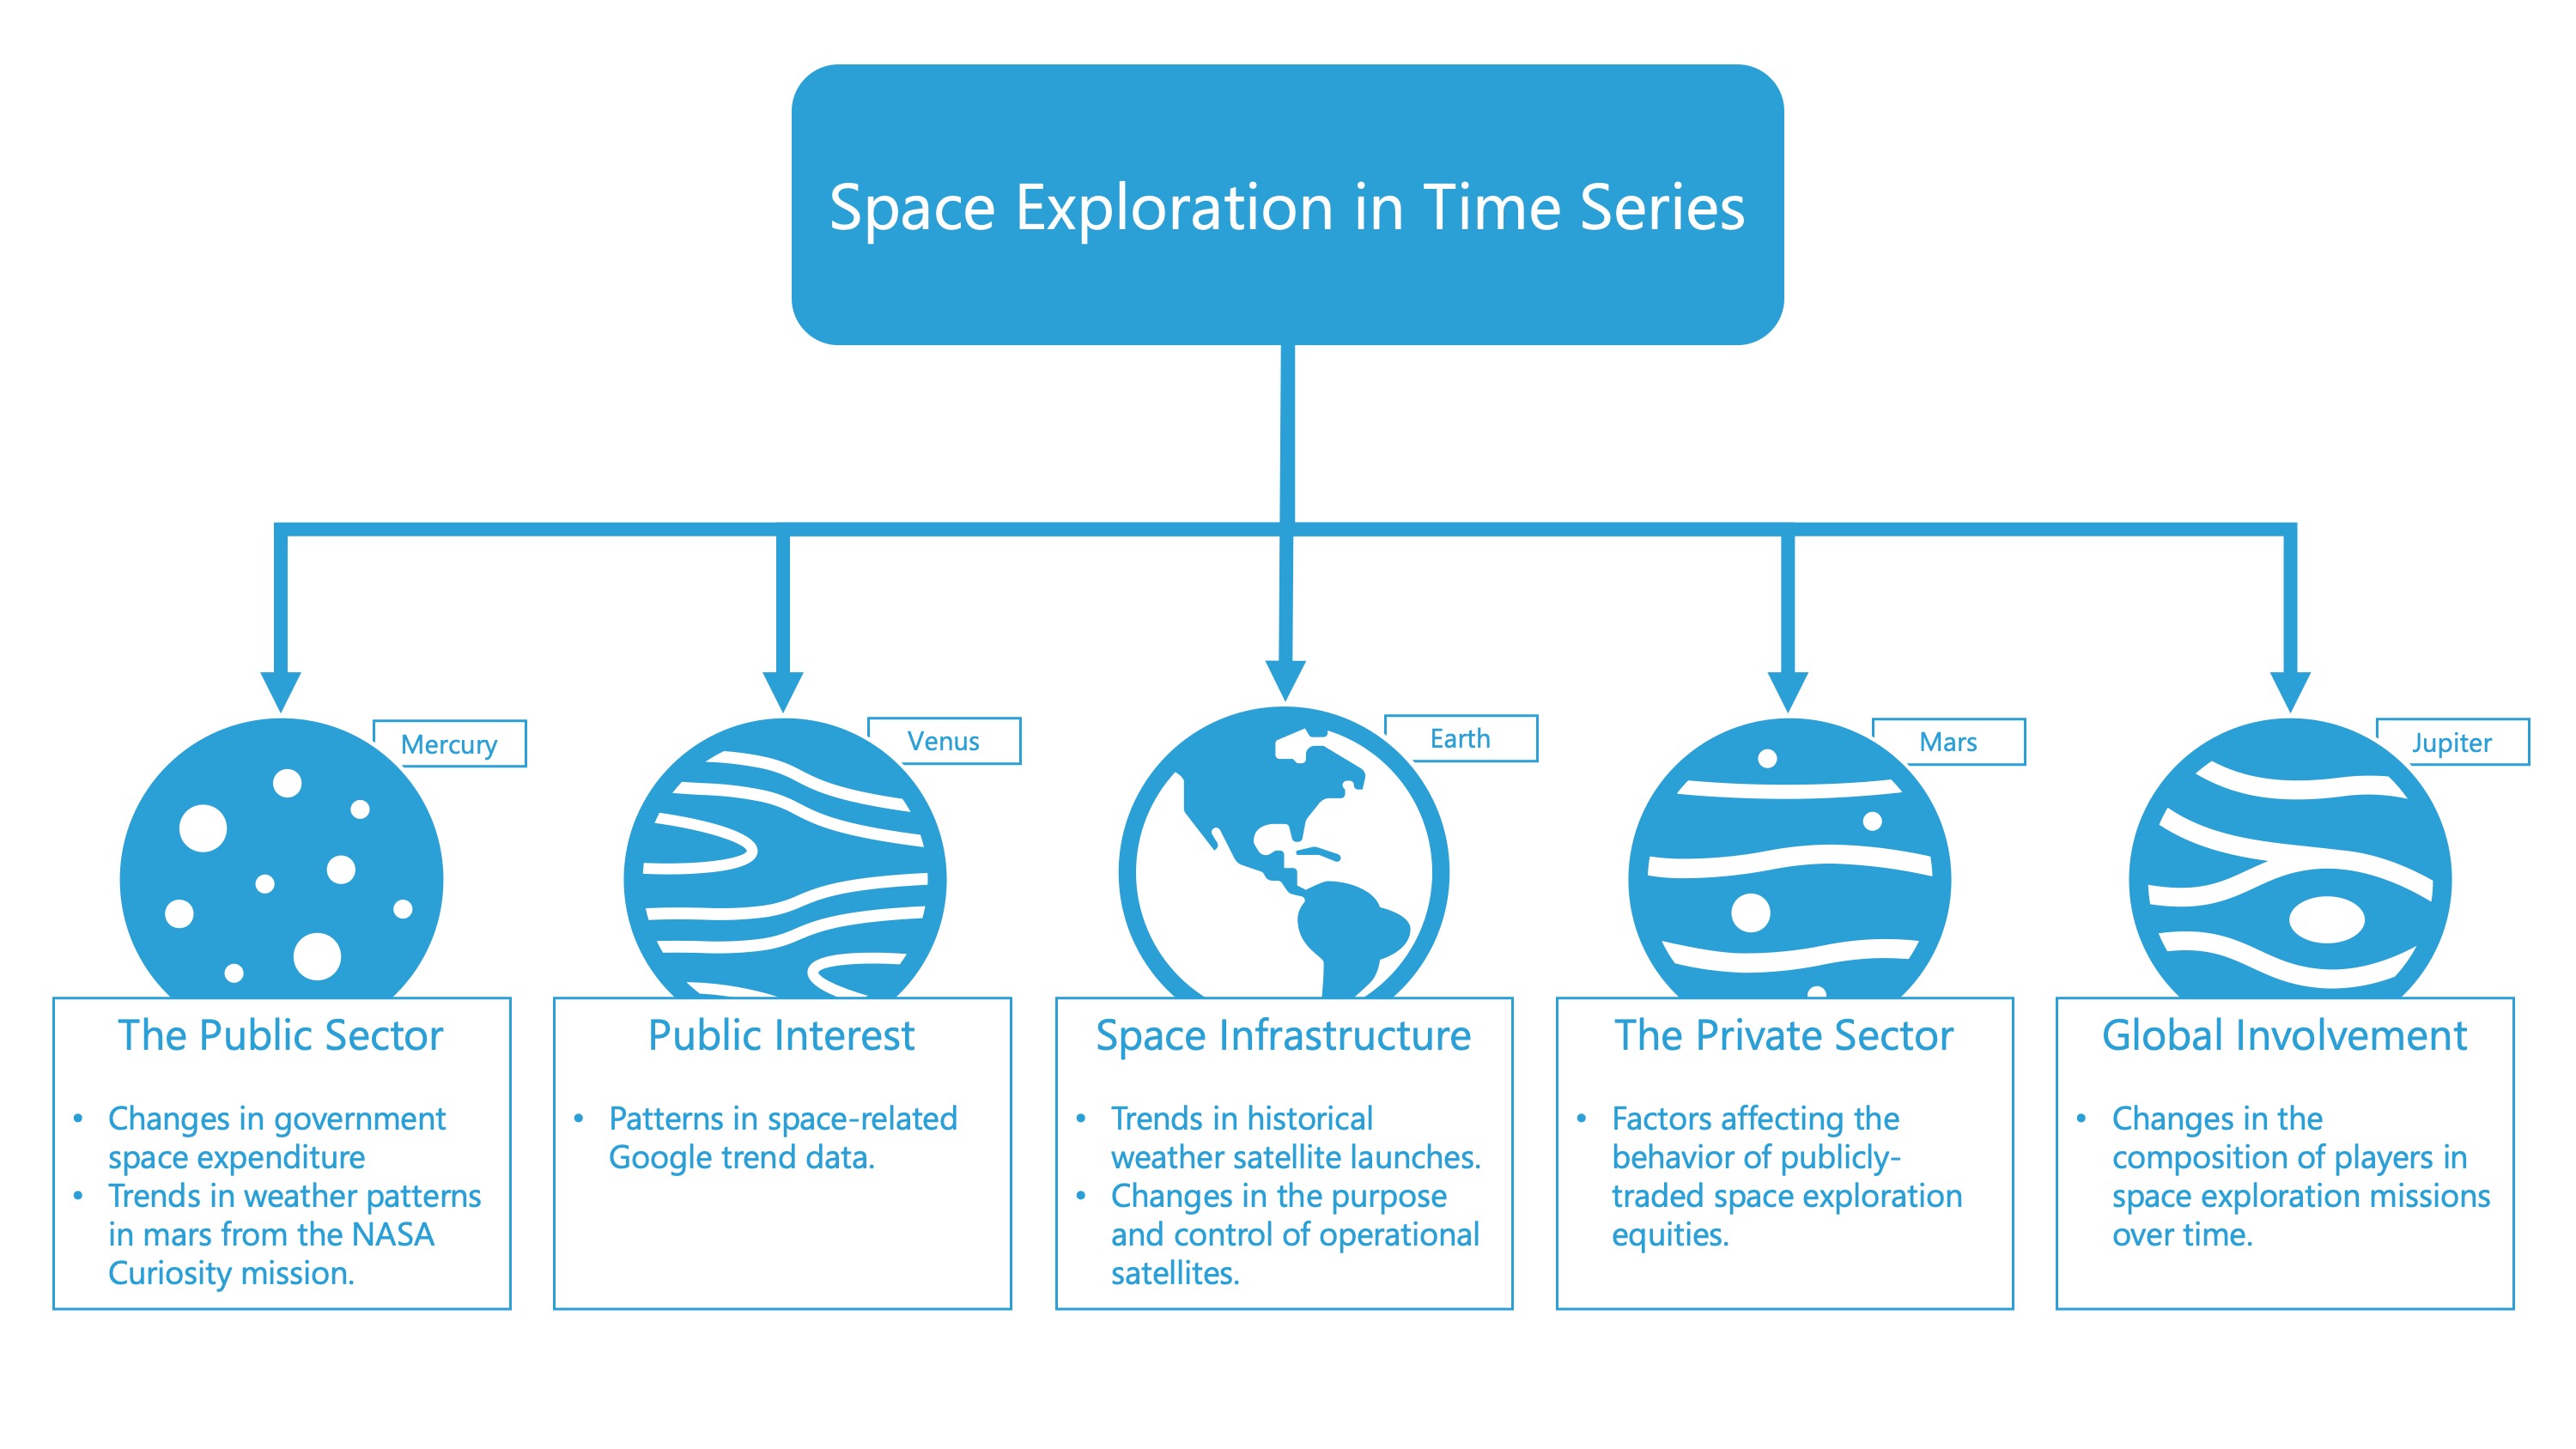 Space Exploration in Time Series
Mercury
Venus
Earth
Mars
Jupiter
The Public Sector
• Changes in government
space expenditure
• Trends in weather patterns
in mars from the NASA
Curiosity mission.
Public Interest
• Patterns in space-related
Google trend data.
Space Infrastructure
• Trends in historical
weather satellite launches.
• Changes in the purpose
and control of operational
satellites.
The Private Sector
• Factors affecting the
behavior of publicly-
traded space exploration
equities.
Global Involvement
• Changes in the
composition of players in
space exploration missions
over time.